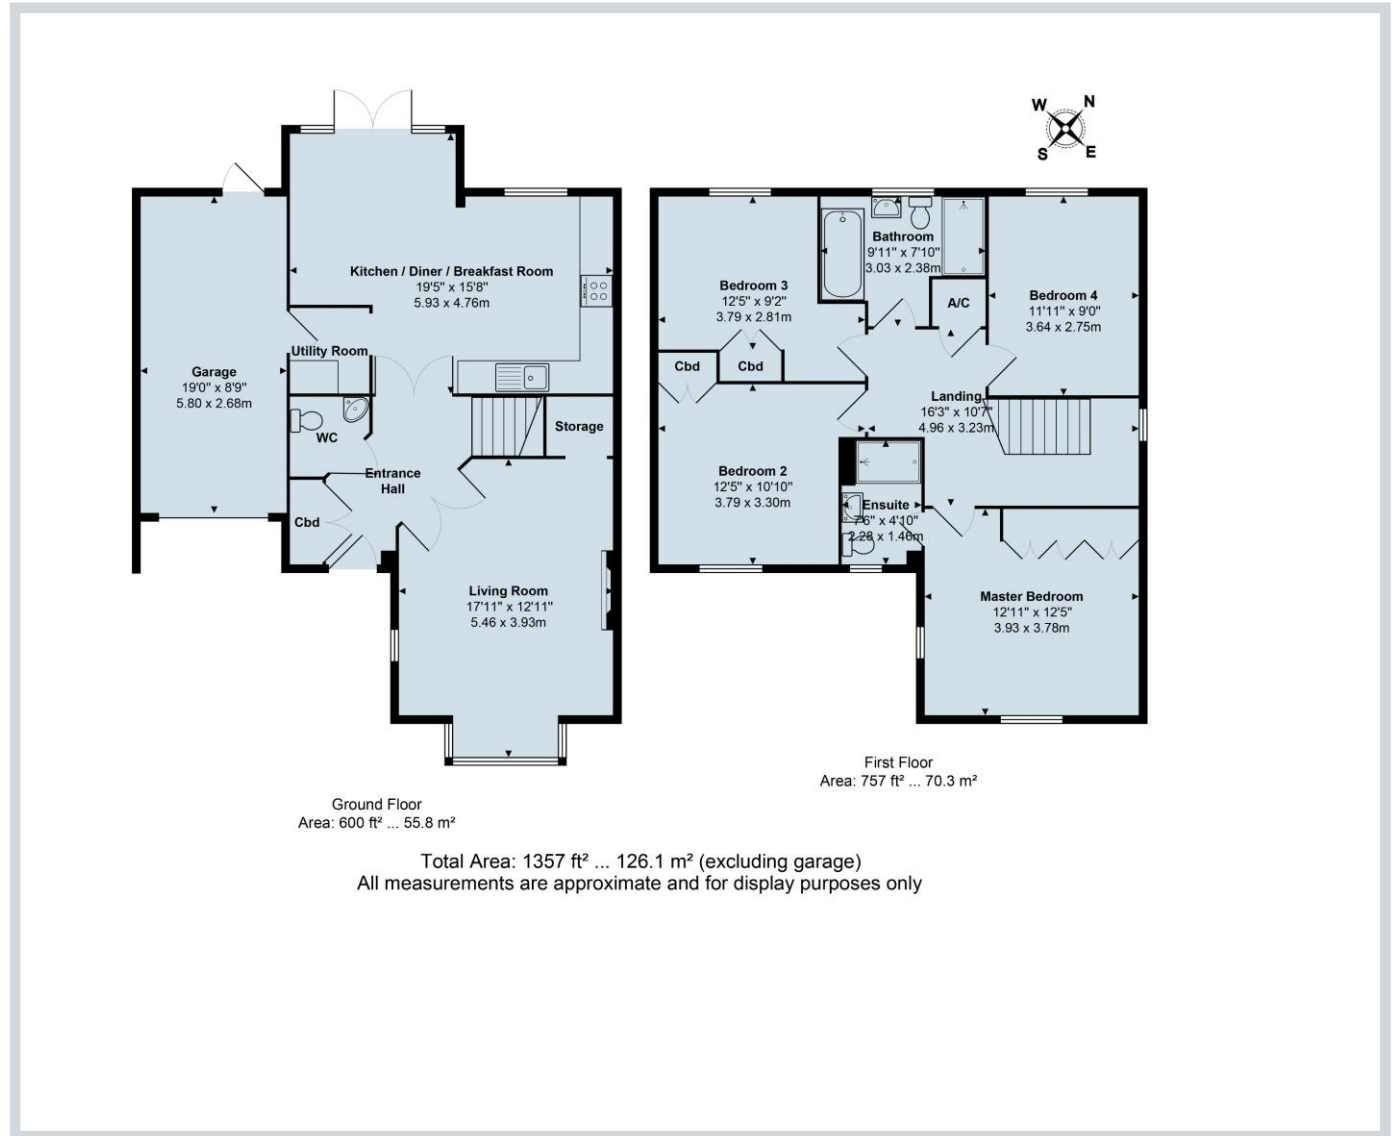 W N
S E
Kitchen / Diner / Breakfast Room
19'5" x 15'8"
5.93 x 4.76m
Utility Room
Garage
19'0" x 8'9"
5.80 x 2.68m
WC
Storage
Entrance
Hall
Cbd
Living Room
17'11" x 12'11"
5.46 x 3.93m
Ground Floor
Area: 600 ft² ... 55.8 m²
Bathroom
9'11" x 7'10"
3.03 x 2.38m
Bedroom 3
12'5" x 9'2"
3.79 x 2.81m
A/C
Bedroom 4
11'11" x 9'0"
3.64 x 2.75m
Cbd
Cbd
Landing
16'3" x 10'7"
4.96 x 3.23m
Bedroom 2
12'5" x 10'10"
3.79 x 3.30m
Ensuite
7'6" x 4'10"
2.28 x 1.46m
Master Bedroom
12'11" x 12'5"
3.93 x 3.78m
First Floor
Area: 757 ft² ... 70.3 m²
Total Area: 1357 ft² ... 126.1 m² (excluding garage)
All measurements are approximate and for display purposes only